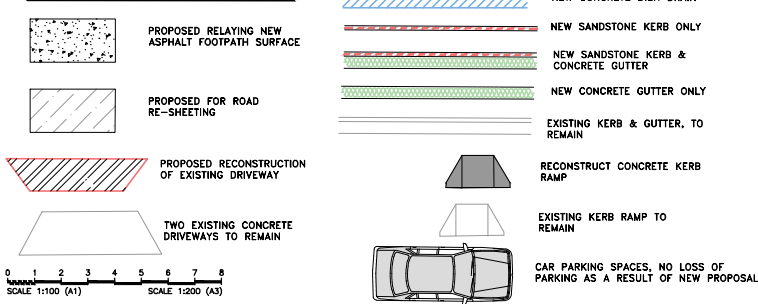 PROPOSED RELAYING NEW
ASPHALT FOOTPATH SURFACE
PROPOSED FOR ROAD
RE-SHEETING
PROPOSED RECONSTRUCTION
OF EXISTING DRIVEWAY
TWO EXISTING CONCRETE
DRIVEWAYS TO REMAIN
0 1 2 3 4 5 6 7 8
SCALE 1:100 (A1) SCALE 1:200 (A3)
NEW CONCRETE DISH DRAIN
NEW SANDSTONE KERB ONLY
NEW SANDSTONE KERB &
CONCRETE GUTTER
NEW CONCRETE GUTTER ONLY
EXISTING KERB & GUTTER, TO
REMAIN
RECONSTRUCT CONCRETE KERB
RAMP
EXISTING KERB RAMP TO
REMAIN
CAR PARKING SPACES, NO LOSS OF
PARKING AS A RESULT OF NEW PROPOSAL